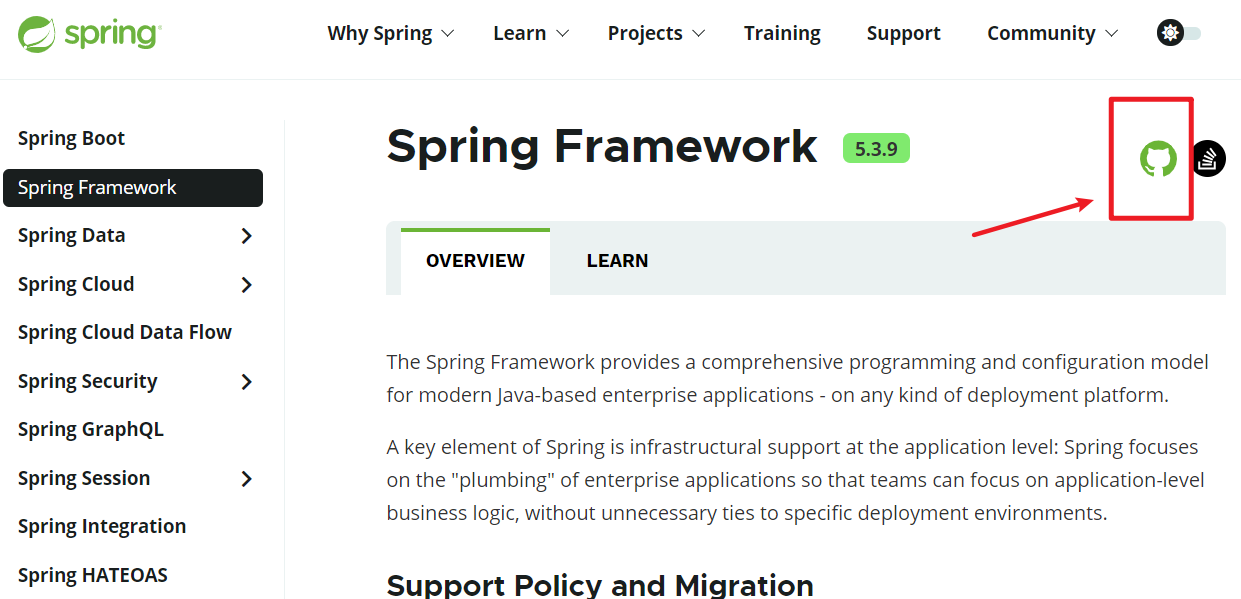 spring
Why Spring Learn Projects Training Support Community
Spring Boot
Spring Framework
Spring Data
Spring Cloud
Spring Cloud Data Flow
Spring Security
Spring GraphQL
Spring Session
Spring Integration
Spring HATEOAS
Spring Framework 5.3.9
OVERVIEW LEARN
The Spring Framework provides a comprehensive programming and configuration model
for modern Java-based enterprise applications - on any kind of deployment platform.
A key element of Spring is infrastructural support at the application level: Spring focuses
on the "plumbing" of enterprise applications so that teams can focus on application-level
business logic, without unnecessary ties to specific deployment environments.
Support Policy and Migration